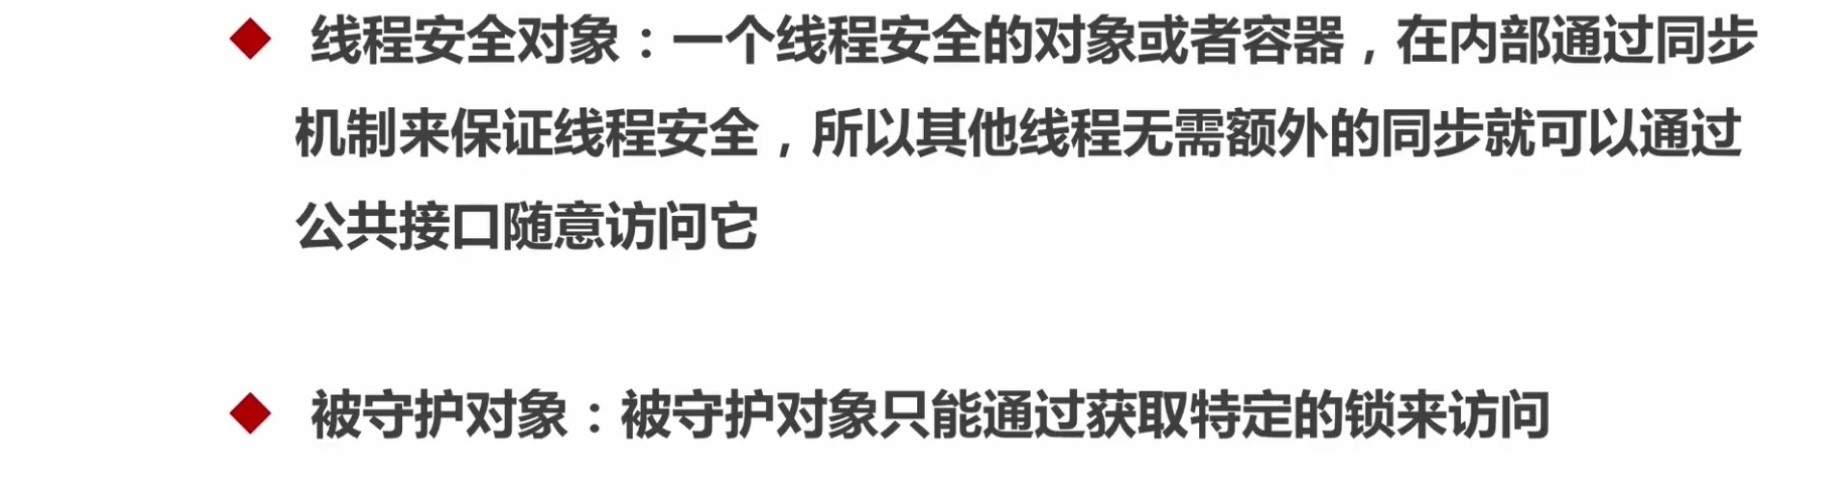 线程安全对象：一个线程安全的对象或者容器，在内部通过同步
机制来保证线程安全，所以其他线程无需额外的同步就可以通过
公共接口随意访问它
被守护对象：被守护对象只能通过获取特定的锁来访问